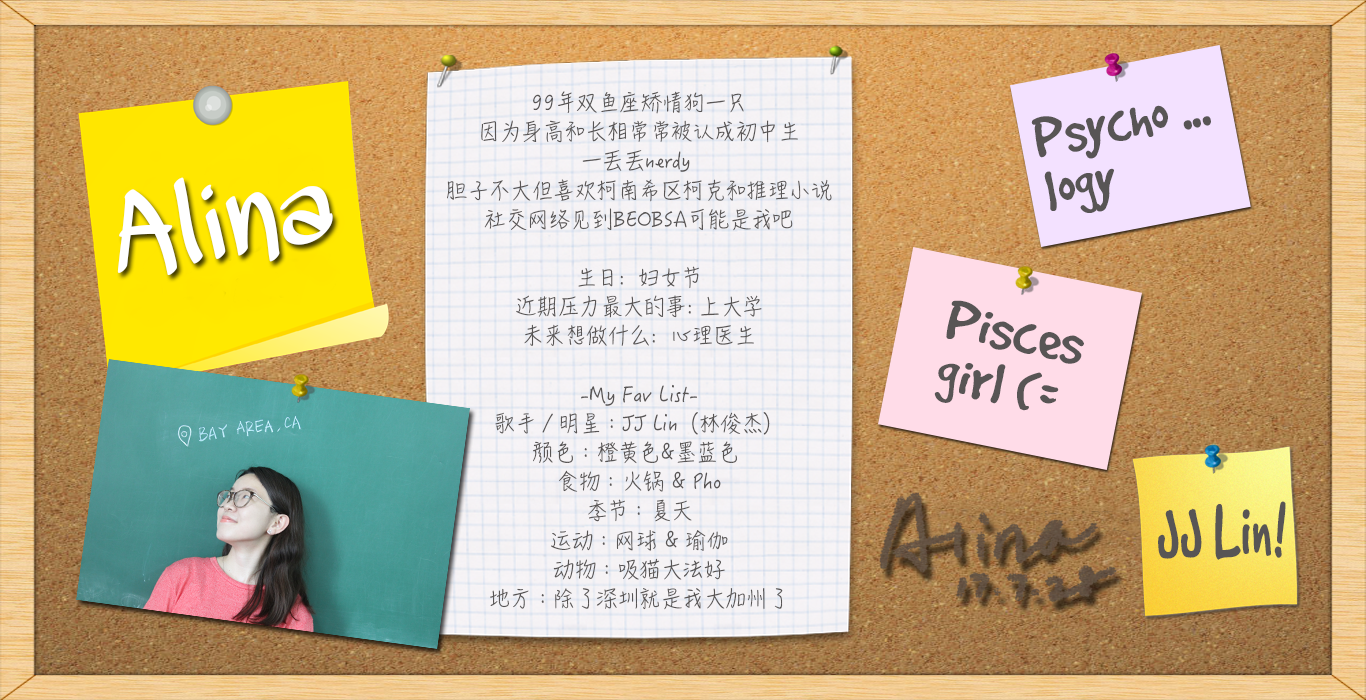 Alina
BAY AREA, CA
99年双鱼座矫情狗一只
因为身高和长相常常被认成初中生
一丢丢nerdy
胆子不大但喜欢柯南希区柯克和推理小说
社交网络见到BEOBSA可能是我吧
生日：妇女节
近期压力最大的事：上大学
未来想做什么：心理医生
-My Fav List-
歌手/明星：JJ Lin（林俊杰）
颜色：橙黄色&墨蓝色
食物：火锅 & Pho
季节：夏天
运动：网球 & 瑜伽
动物：吸猫大法好
地方：除了深圳就是我大加州了
Psycho ...
logy
Pisces
girl (=
JJ Lin!
Alina
17.7.28